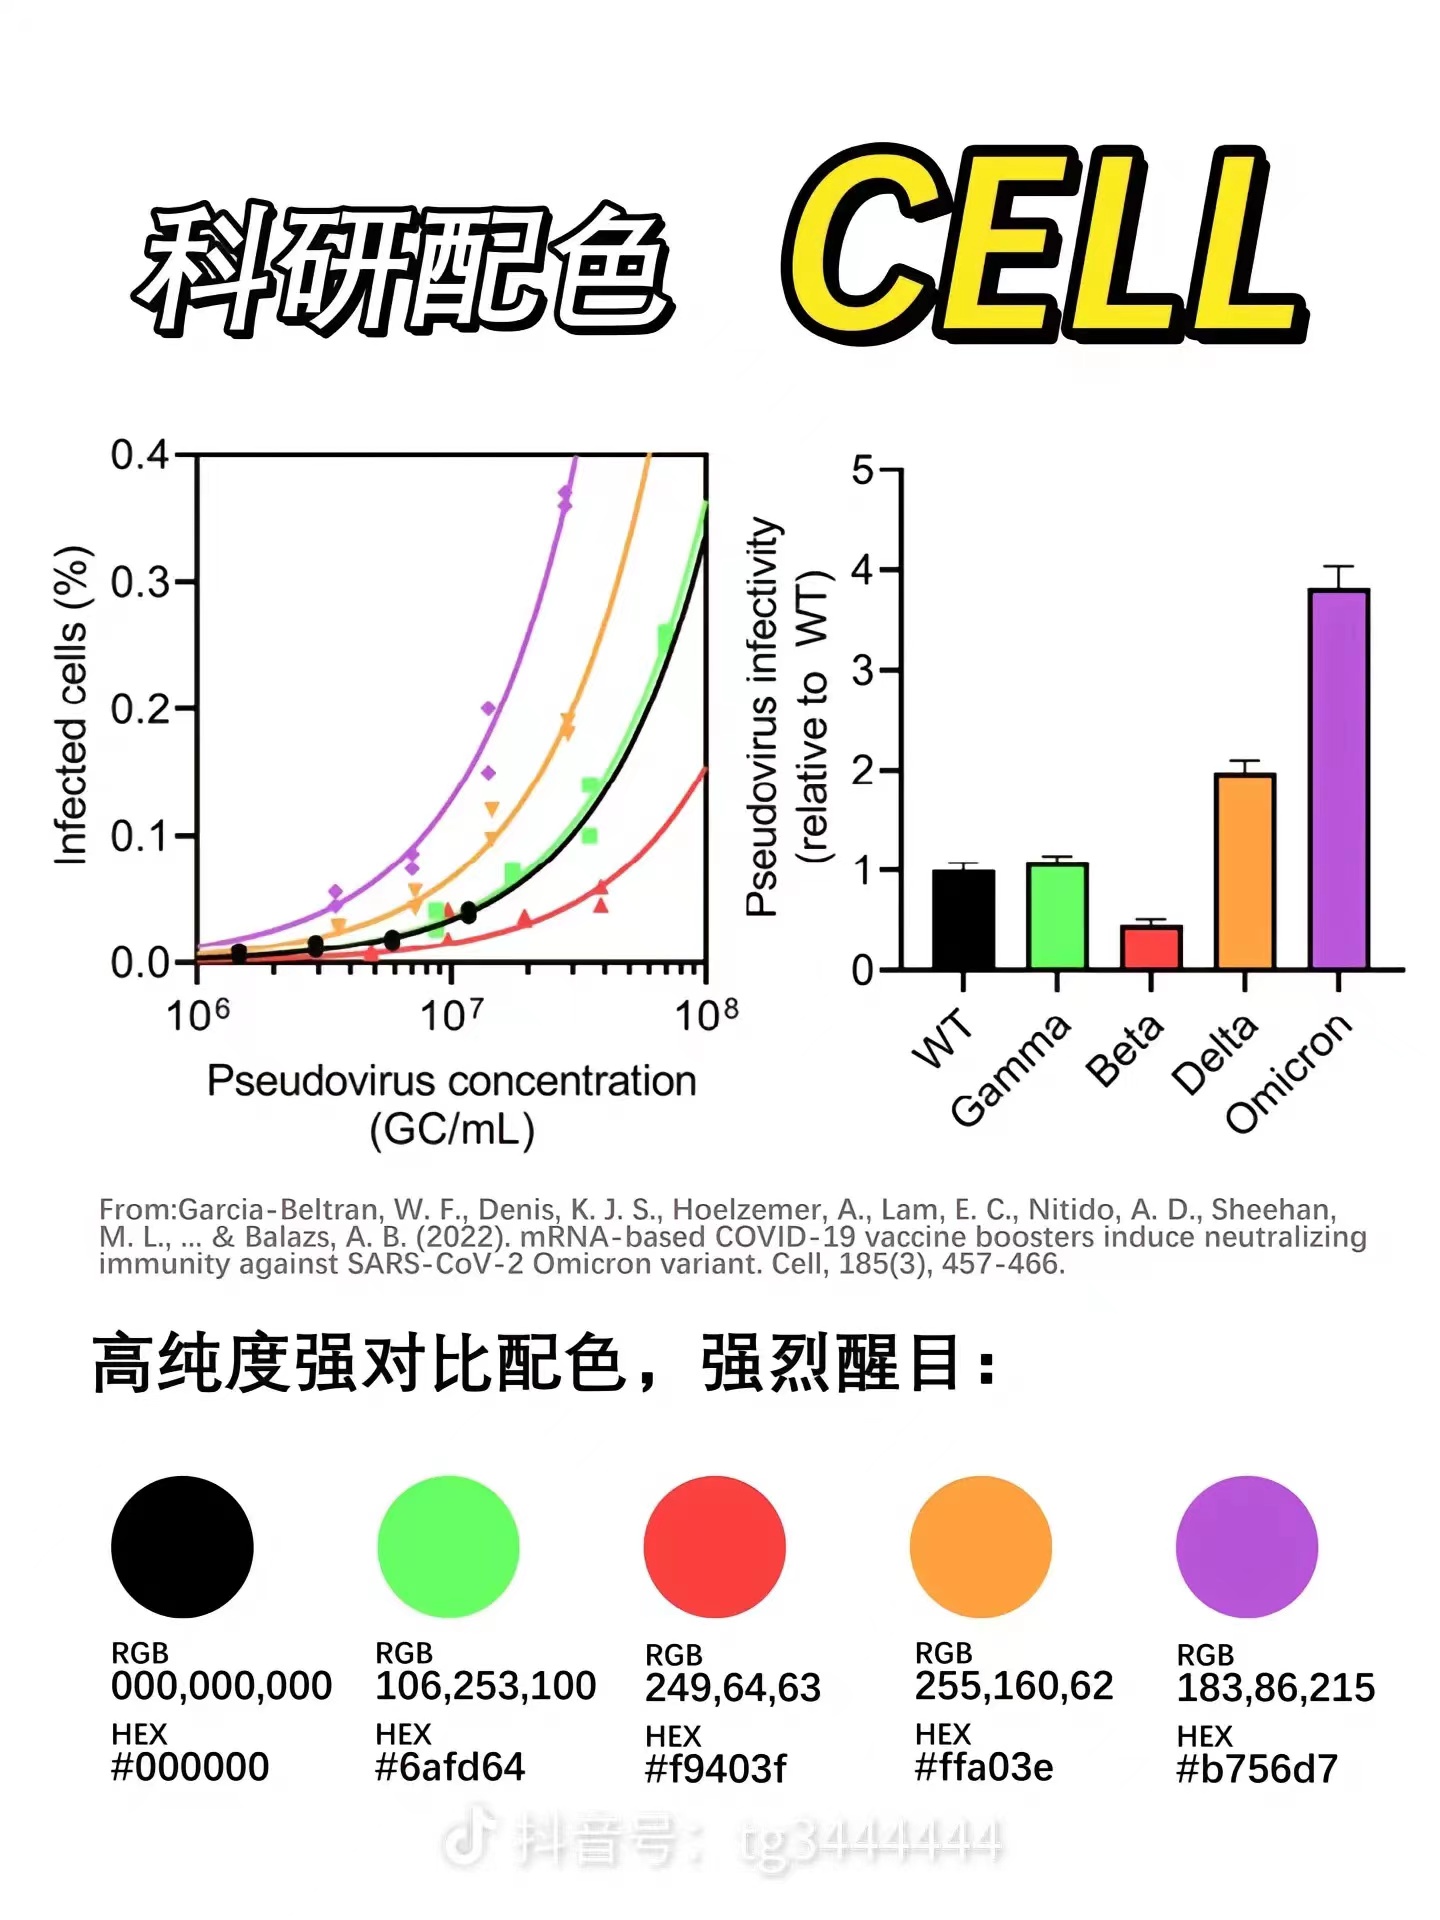 科研配色 CELL
0.4
0.3
0.2
0.1
0.0
Infected cells (%)
10⁶ 10⁷ 10⁸
Pseudovirus concentration
(GC/mL)
5
4
3
2
1
0
Pseudovirus infectivity
(relative to WT)
WT
Gamma
Beta
Delta
Omicron
From:Garcia-Beltran, W. F., Denis, K. J. S., Hoelzemer, A., Lam, E. C., Nitido, A. D., Sheehan,
M. L., ... & Balazs, A. B. (2022). mRNA-based COVID-19 vaccine boosters induce neutralizing
immunity against SARS-CoV-2 Omicron variant. Cell, 185(3), 457-466.
高纯度强对比配色，强烈醒目：
RGB RGB RGB RGB RGB
000,000,000 106,253,100 249,64,63 255,160,62 183,86,215
HEX HEX HEX HEX HEX
#000000 #6afd64 #f9403f #ffa03e #b756d7
抖音号：tg3444444